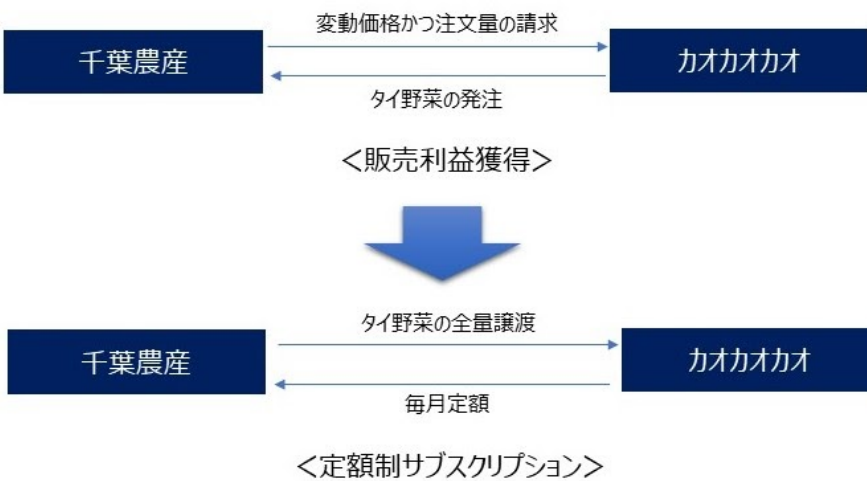 変動価格かつ注文量の請求
千葉農産
カオカオカオ
タイ野菜の発注
＜販売利益獲得＞
タイ野菜の全量譲渡
千葉農産
カオカオカオ
毎月定額
＜定額制サブスクリプション＞